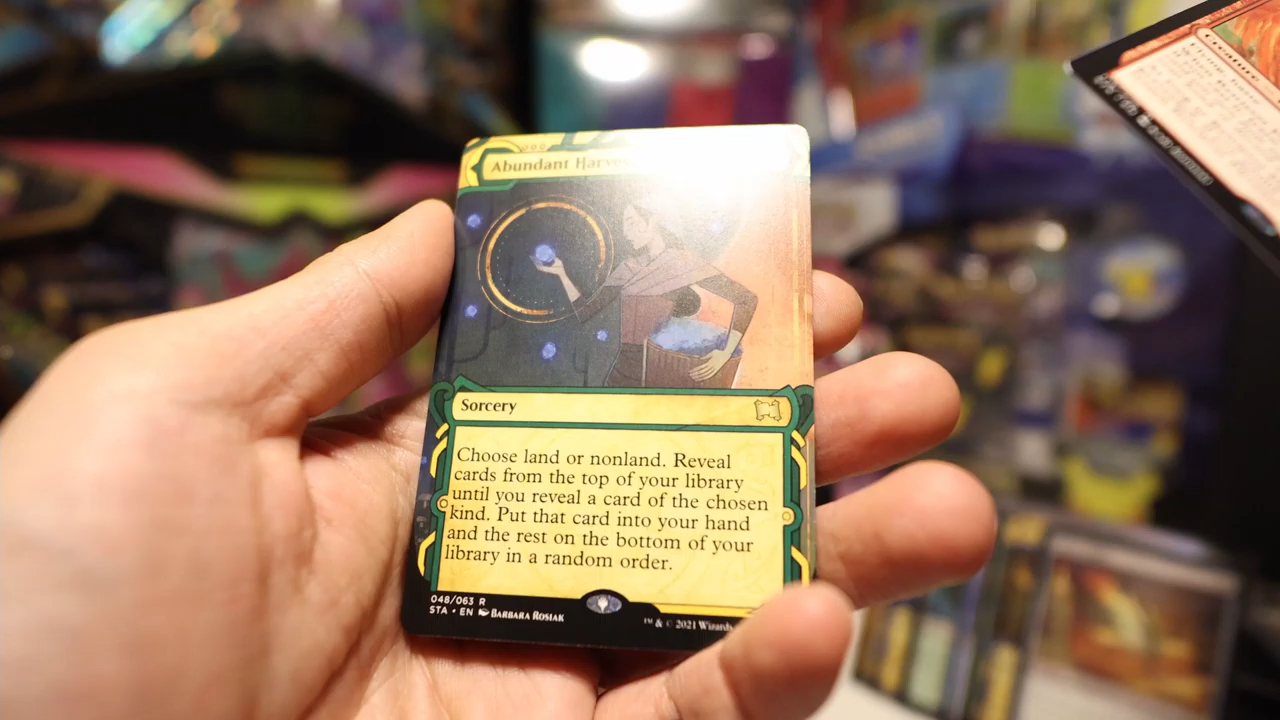 Abundant Harves
Sorcery
Choose land or nonland. Reveal
cards from the top of your library
until you reveal a card of the chosen
kind. Put that card into your hand
and the rest on the bottom of your
library in a random order.
048/063 R
STA • EN BARBARA ROSIAK
™ & © 2021 Wizards
Creature